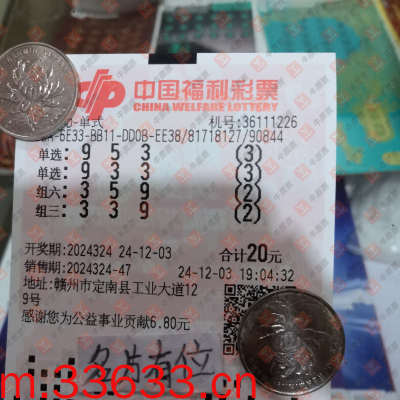 中国福利彩票
CHINA WELFARE LOTTERY
-单式 机号:36111226
6E33-BB11-DD0B-EE38/81718127/90844
单选: 9 5 3 (3)
单选: 9 3 3 (3)
组六: 3 5 9 (2)
组三: 3 3 9 (2)
开奖期:2024324 24-12-03 合计20元
销售期:2024324-47 24-12-03 19:04:32
地址:赣州市定南县工业大道12
9号
感谢您为公益事业贡献6.80元
m.33633.cn